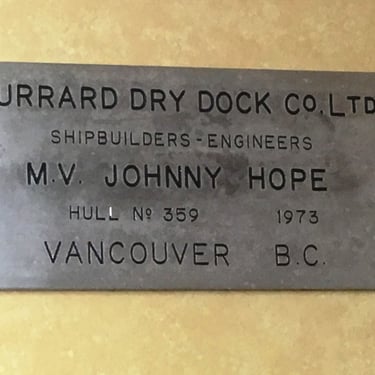 URRARD DRY DOCK CO. LTD
SHIPBUILDERS - ENGINEERS
M.V. JOHNNY HOPE
HULL Nº 359 1973
VANCOUVER B.C.